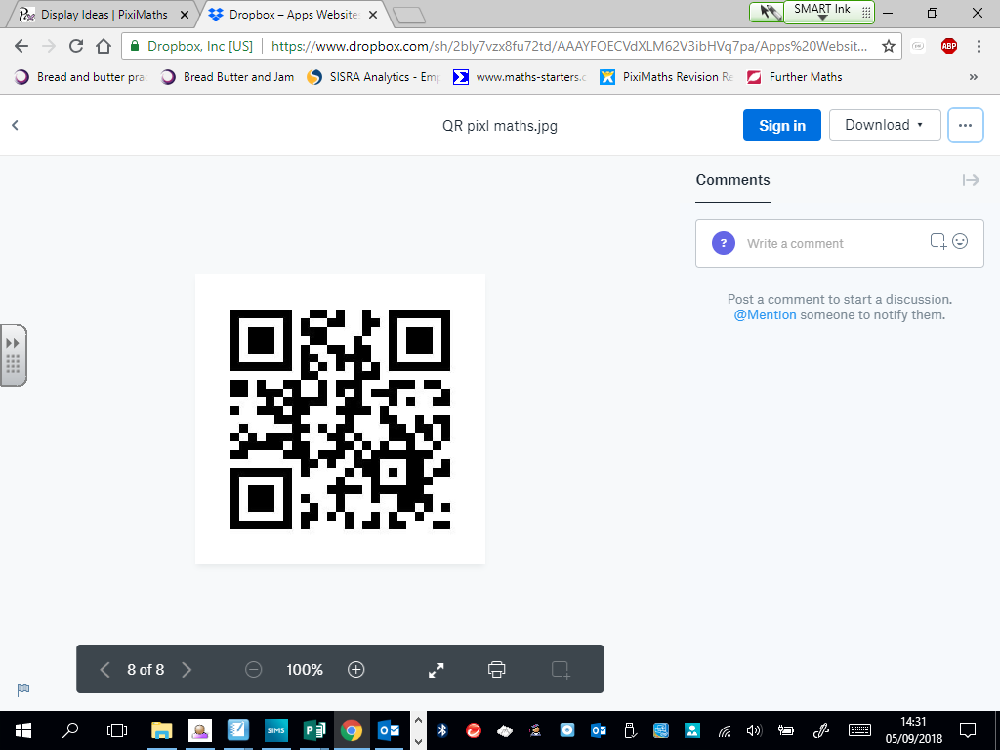 Display Ideas | PixiMaths
Dropbox – Apps Website
SMART Ink
Dropbox, Inc [US]
https://www.dropbox.com/sh/2bly7vzx8fu72td/AAAYFOECVdXLM62V3ibHVq7pa/Apps%20Websit...
ABP
Bread and butter pra
Bread Butter and Jam
SISRA Analytics - Emp
www.maths-starters.c
PixiMaths Revision Re
Further Maths
QR pixl maths.jpg
Sign in
Download
Comments
?
Write a comment
Post a comment to start a discussion.
@Mention someone to notify them.
8 of 8
100%
SIMS
14:31
05/09/2018